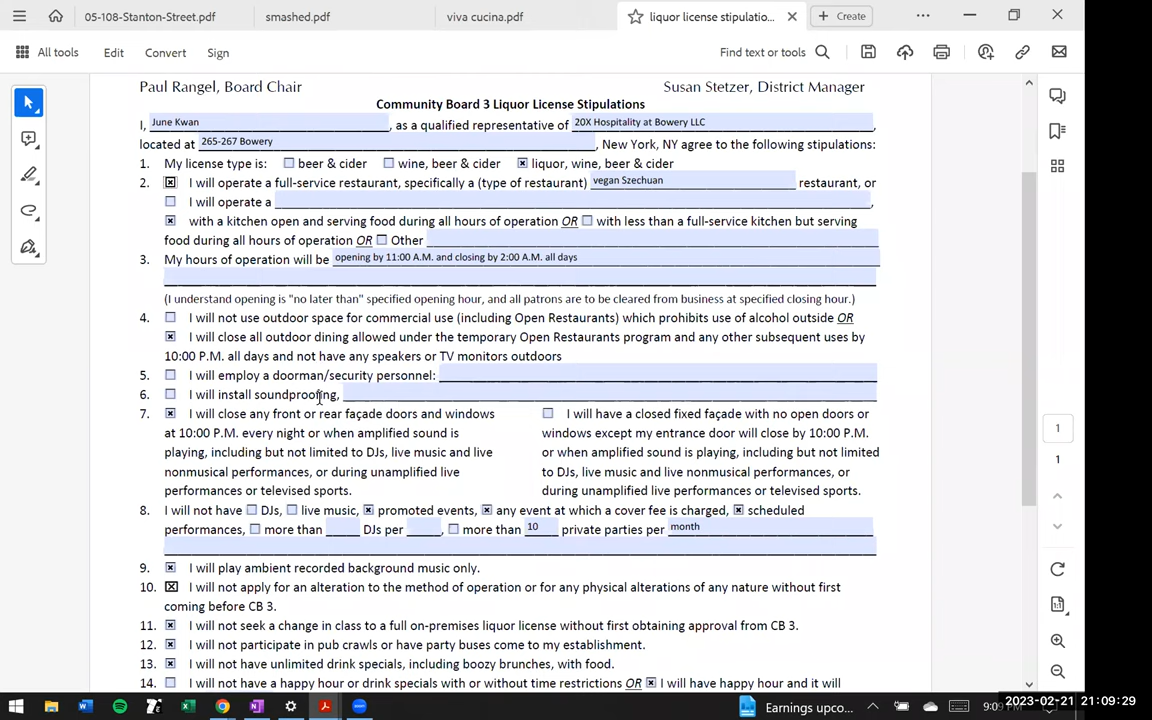 05-108-Stanton-Street.pdf
smashed.pdf
viva cucina.pdf
liquor license stipulatio...
Create
All tools
Edit
Convert
Sign
Find text or tools
Paul Rangel, Board Chair
Susan Stetzer, District Manager
Community Board 3 Liquor License Stipulations
I, June Kwan, as a qualified representative of 20X Hospitality at Bowery LLC,
located at 265-267 Bowery, New York, NY agree to the following stipulations:
1. My license type is: beer & cider wine, beer & cider liquor, wine, beer & cider
2. I will operate a full-service restaurant, specifically a (type of restaurant) vegan Szechuan restaurant, or
I will operate a ,
with a kitchen open and serving food during all hours of operation OR with less than a full-service kitchen but serving
food during all hours of operation OR Other
3. My hours of operation will be opening by 11:00 A.M. and closing by 2:00 A.M. all days
(I understand opening is "no later than" specified opening hour, and all patrons are to be cleared from business at specified closing hour.)
4. I will not use outdoor space for commercial use (including Open Restaurants) which prohibits use of alcohol outside OR
I will close all outdoor dining allowed under the temporary Open Restaurants program and any other subsequent uses by
10:00 P.M. all days and not have any speakers or TV monitors outdoors
5. I will employ a doorman/security personnel:
6. I will install soundproofing,
7. I will close any front or rear façade doors and windows
at 10:00 P.M. every night or when amplified sound is
playing, including but not limited to DJs, live music and live
nonmusical performances, or during unamplified live
performances or televised sports.
I will have a closed fixed façade with no open doors or
windows except my entrance door will close by 10:00 P.M.
or when amplified sound is playing, including but not limited
to DJs, live music and live nonmusical performances, or
during unamplified live performances or televised sports.
8. I will not have DJs, live music, promoted events, any event at which a cover fee is charged, scheduled
performances, more than DJs per , more than 10 private parties per month
9. I will play ambient recorded background music only.
10. I will not apply for an alteration to the method of operation or for any physical alterations of any nature without first
coming before CB 3.
11. I will not seek a change in class to a full on-premises liquor license without first obtaining approval from CB 3.
12. I will not participate in pub crawls or have party buses come to my establishment.
13. I will not have unlimited drink specials, including boozy brunches, with food.
14. I will not have a happy hour or drink specials with or without time restrictions OR I will have happy hour and it will
1
1
Earnings upco...
9:09
2023-02-21 21:09:29